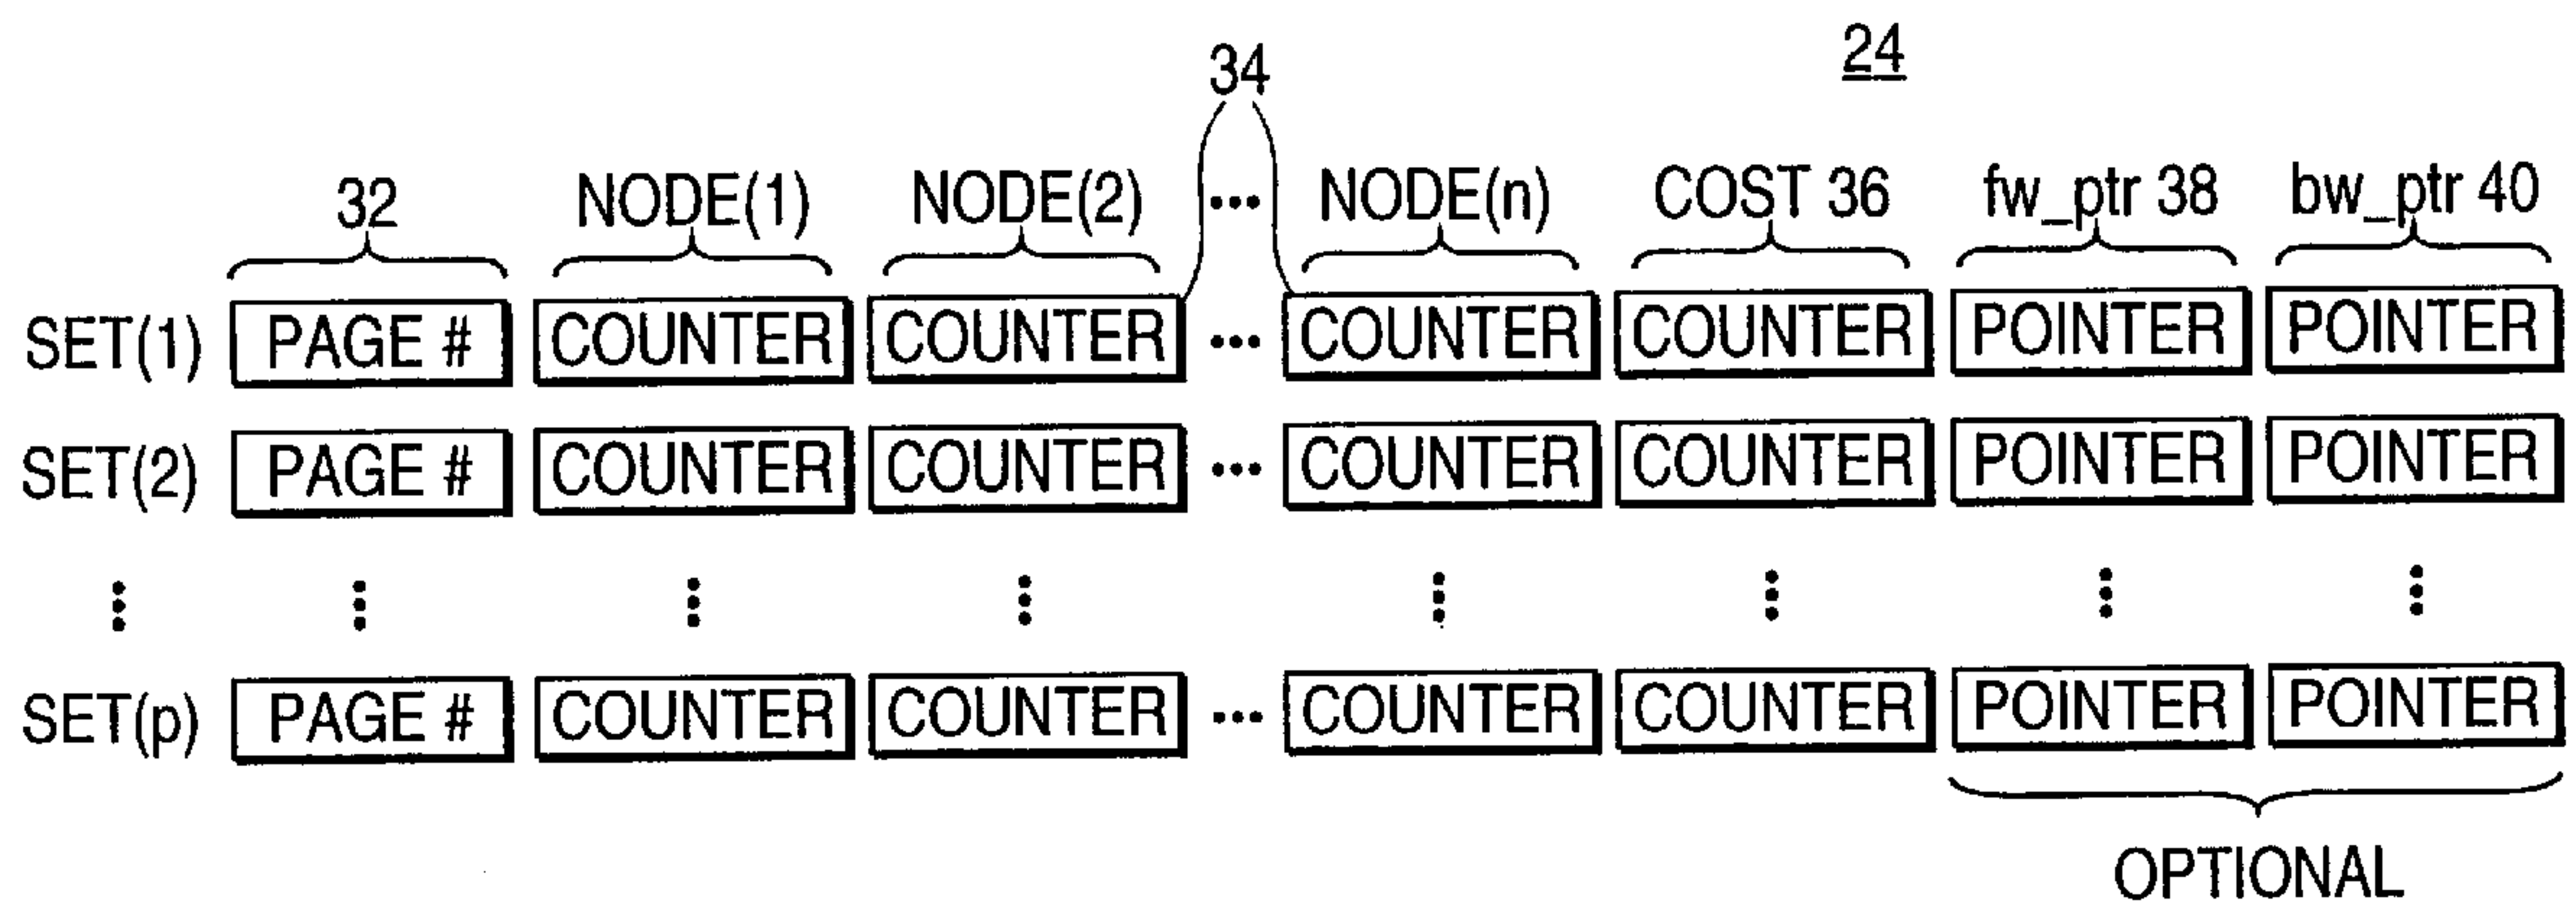 24
34
32 NODE(1) NODE(2) ... NODE(n) COST 36 fw_ptr 38 bw_ptr 40
SET(1) PAGE # COUNTER COUNTER ... COUNTER COUNTER POINTER POINTER
SET(2) PAGE # COUNTER COUNTER ... COUNTER COUNTER POINTER POINTER
SET(p) PAGE # COUNTER COUNTER ... COUNTER COUNTER POINTER POINTER
OPTIONAL